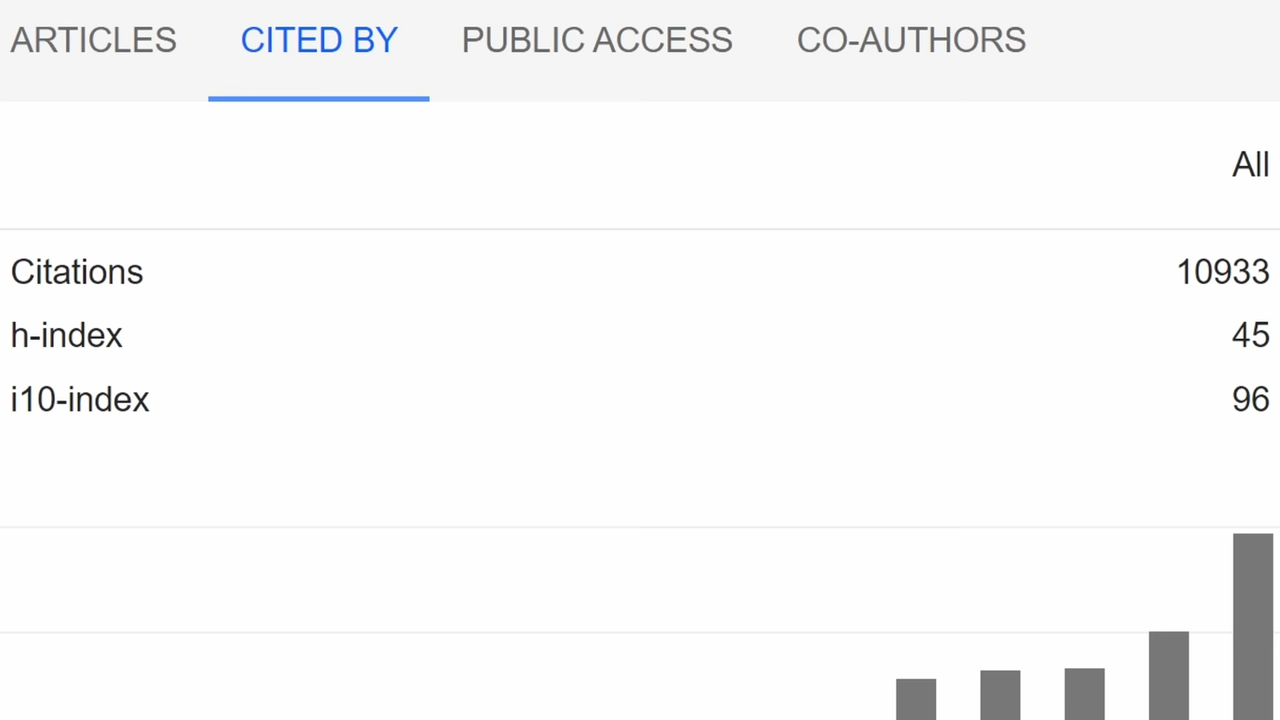 ARTICLES CITED BY PUBLIC ACCESS CO-AUTHORS
All
Citations 10933
h-index 45
i10-index 96